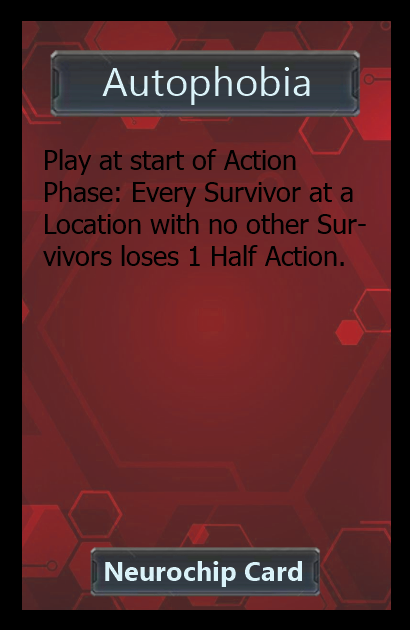 Autophobia
Play at start of Action
Phase: Every Survivor at a
Location with no other Sur-
vivors loses 1 Half Action.
Neurochip Card